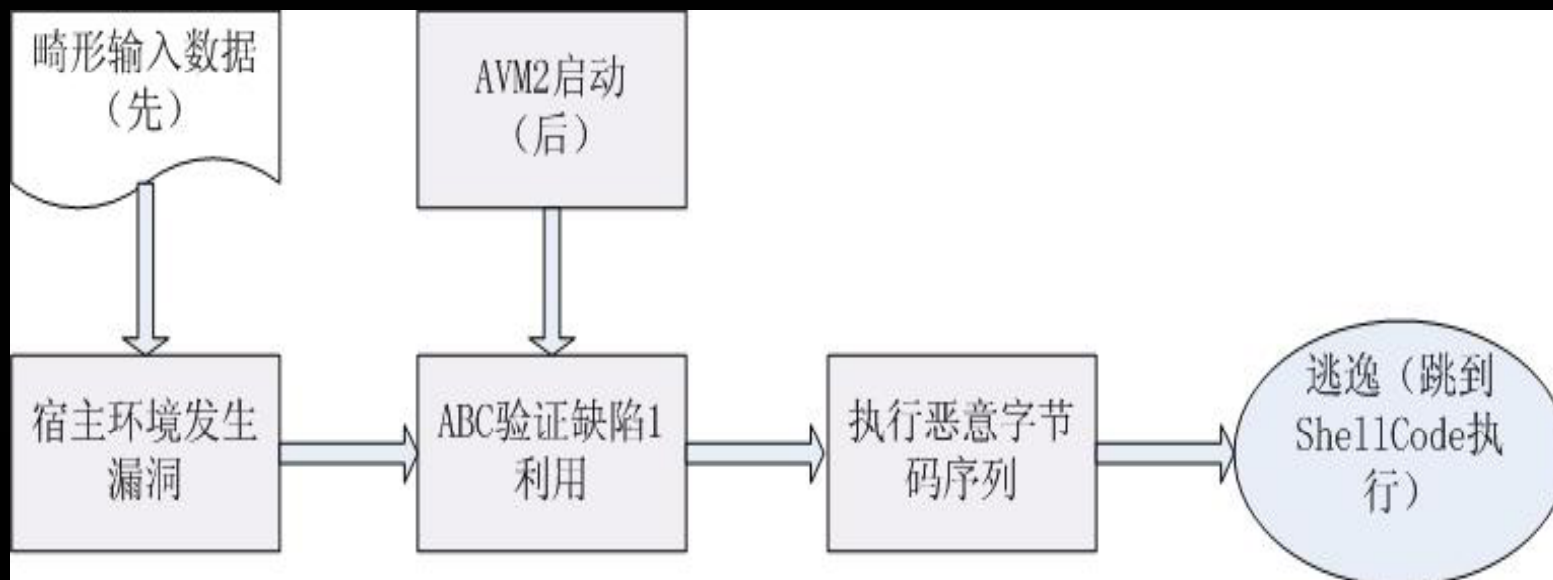 畸形输入数据
（先）
AVM2启动
（后）
宿主环境发生
漏洞
ABC验证缺陷1
利用
执行恶意字节
码序列
逃逸（跳到
ShellCode执
行）